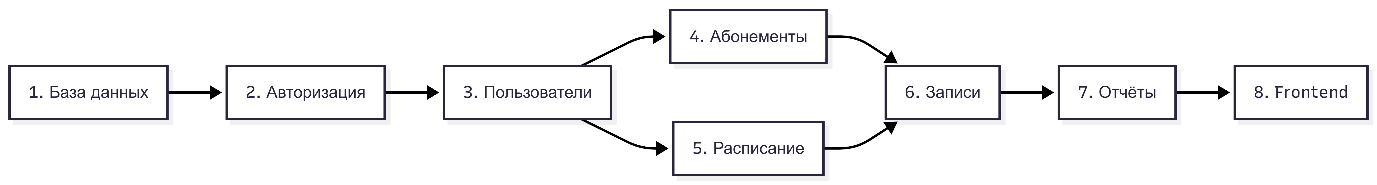 1. База данных
2. Авторизация
3. Пользователи
4. Абонементы
5. Расписание
6. Записи
7. Отчёты
8. Frontend